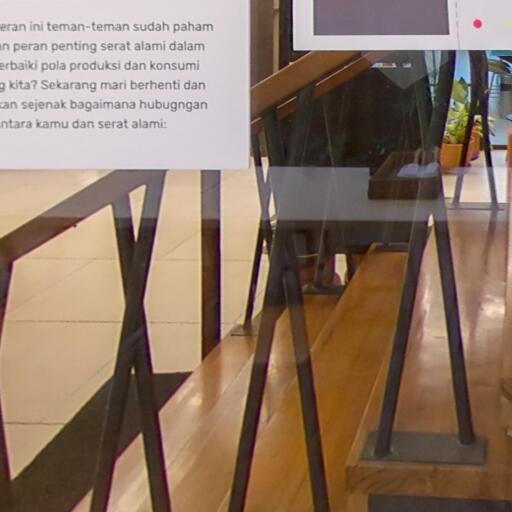 eran ini teman-teman sudah paham
n peran penting serat alami dalam
erbaiki pola produksi dan konsumi
g kita? Sekarang mari berhenti dan
kan sejenak bagaimana hubugngan
ntara kamu dan serat alami: